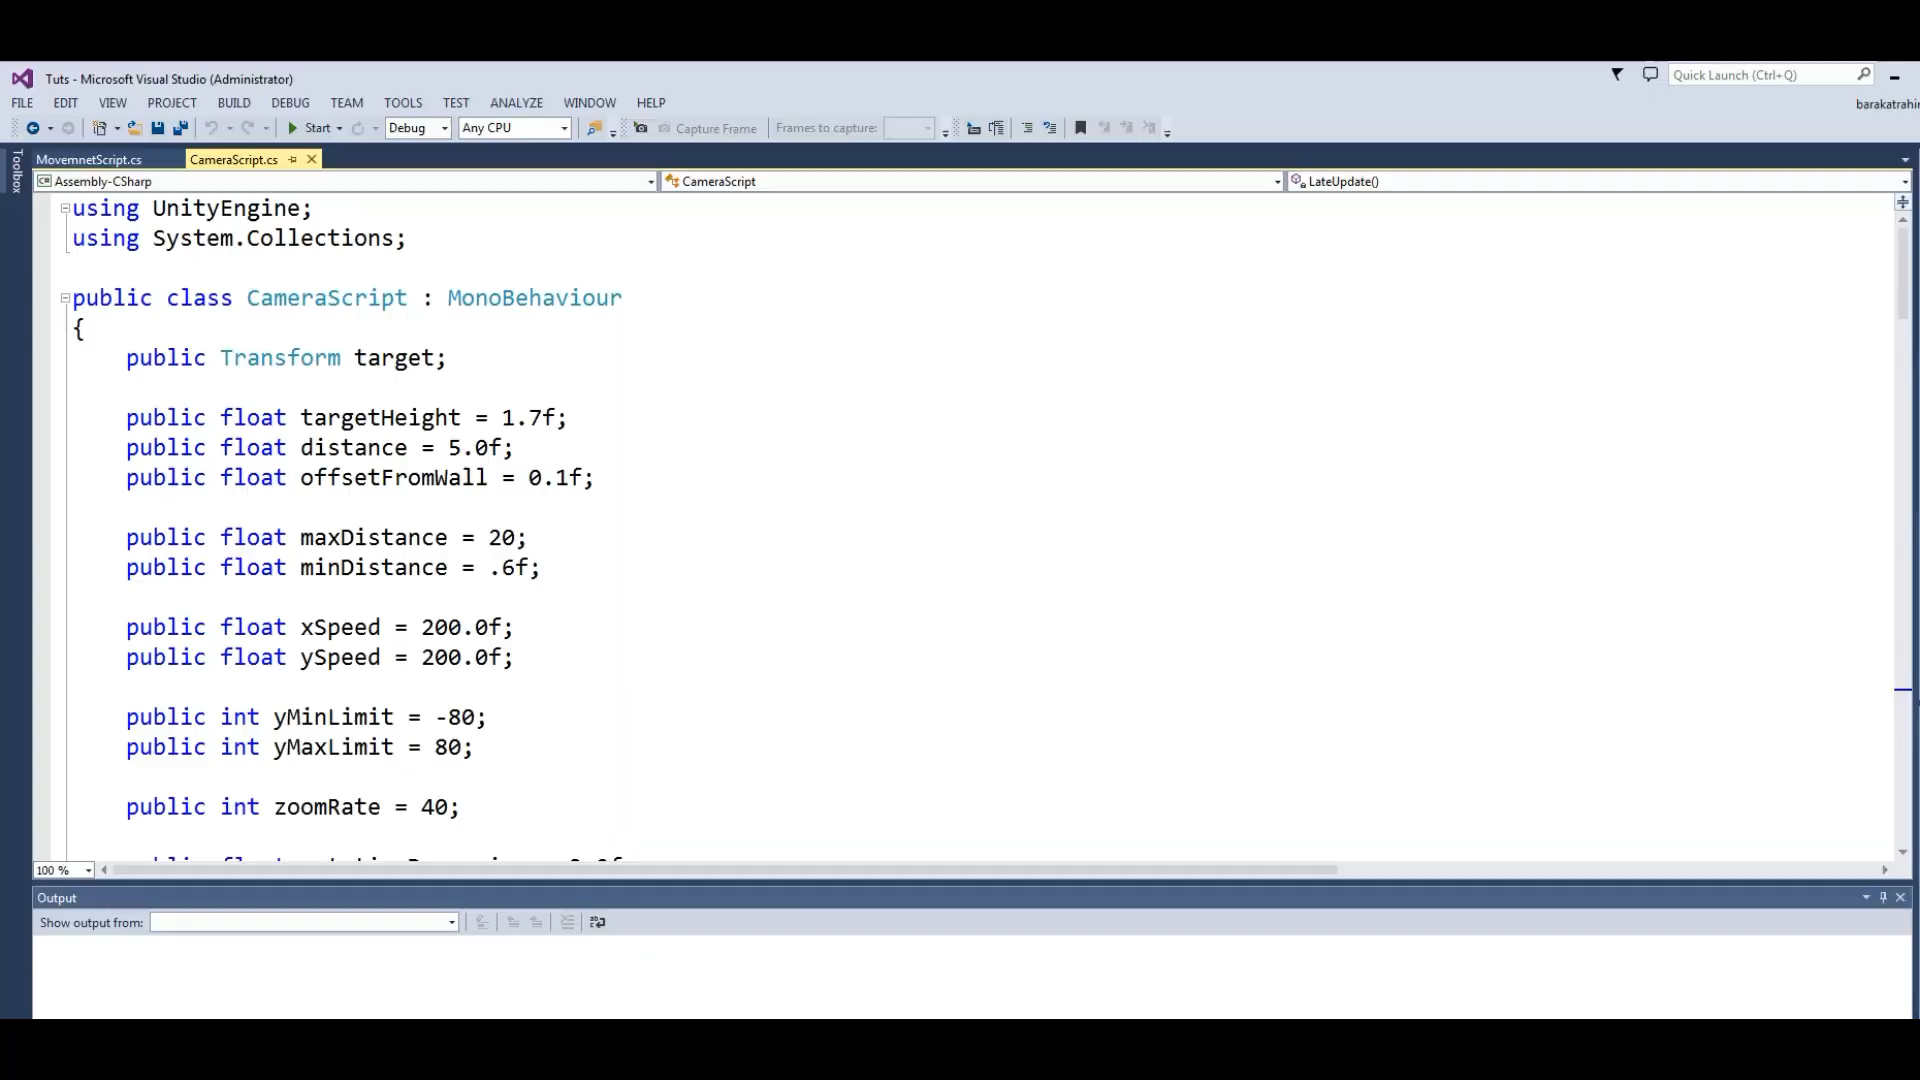 Tuts - Microsoft Visual Studio (Administrator)
Quick Launch (Ctrl+Q)
FILE EDIT VIEW PROJECT BUILD DEBUG TEAM TOOLS TEST ANALYZE WINDOW HELP
barakatrahi
Start Debug Any CPU Capture Frame Frames to capture:
Toolbox
MovemnetScript.cs CameraScript.cs
Assembly-CSharp CameraScript LateUpdate()
using UnityEngine;
using System.Collections;
public class CameraScript : MonoBehaviour
{
public Transform target;
public float targetHeight = 1.7f;
public float distance = 5.0f;
public float offsetFromWall = 0.1f;
public float maxDistance = 20;
public float minDistance = .6f;
public float xSpeed = 200.0f;
public float ySpeed = 200.0f;
public int yMinLimit = -80;
public int yMaxLimit = 80;
public int zoomRate = 40;
100 %
Output
Show output from: